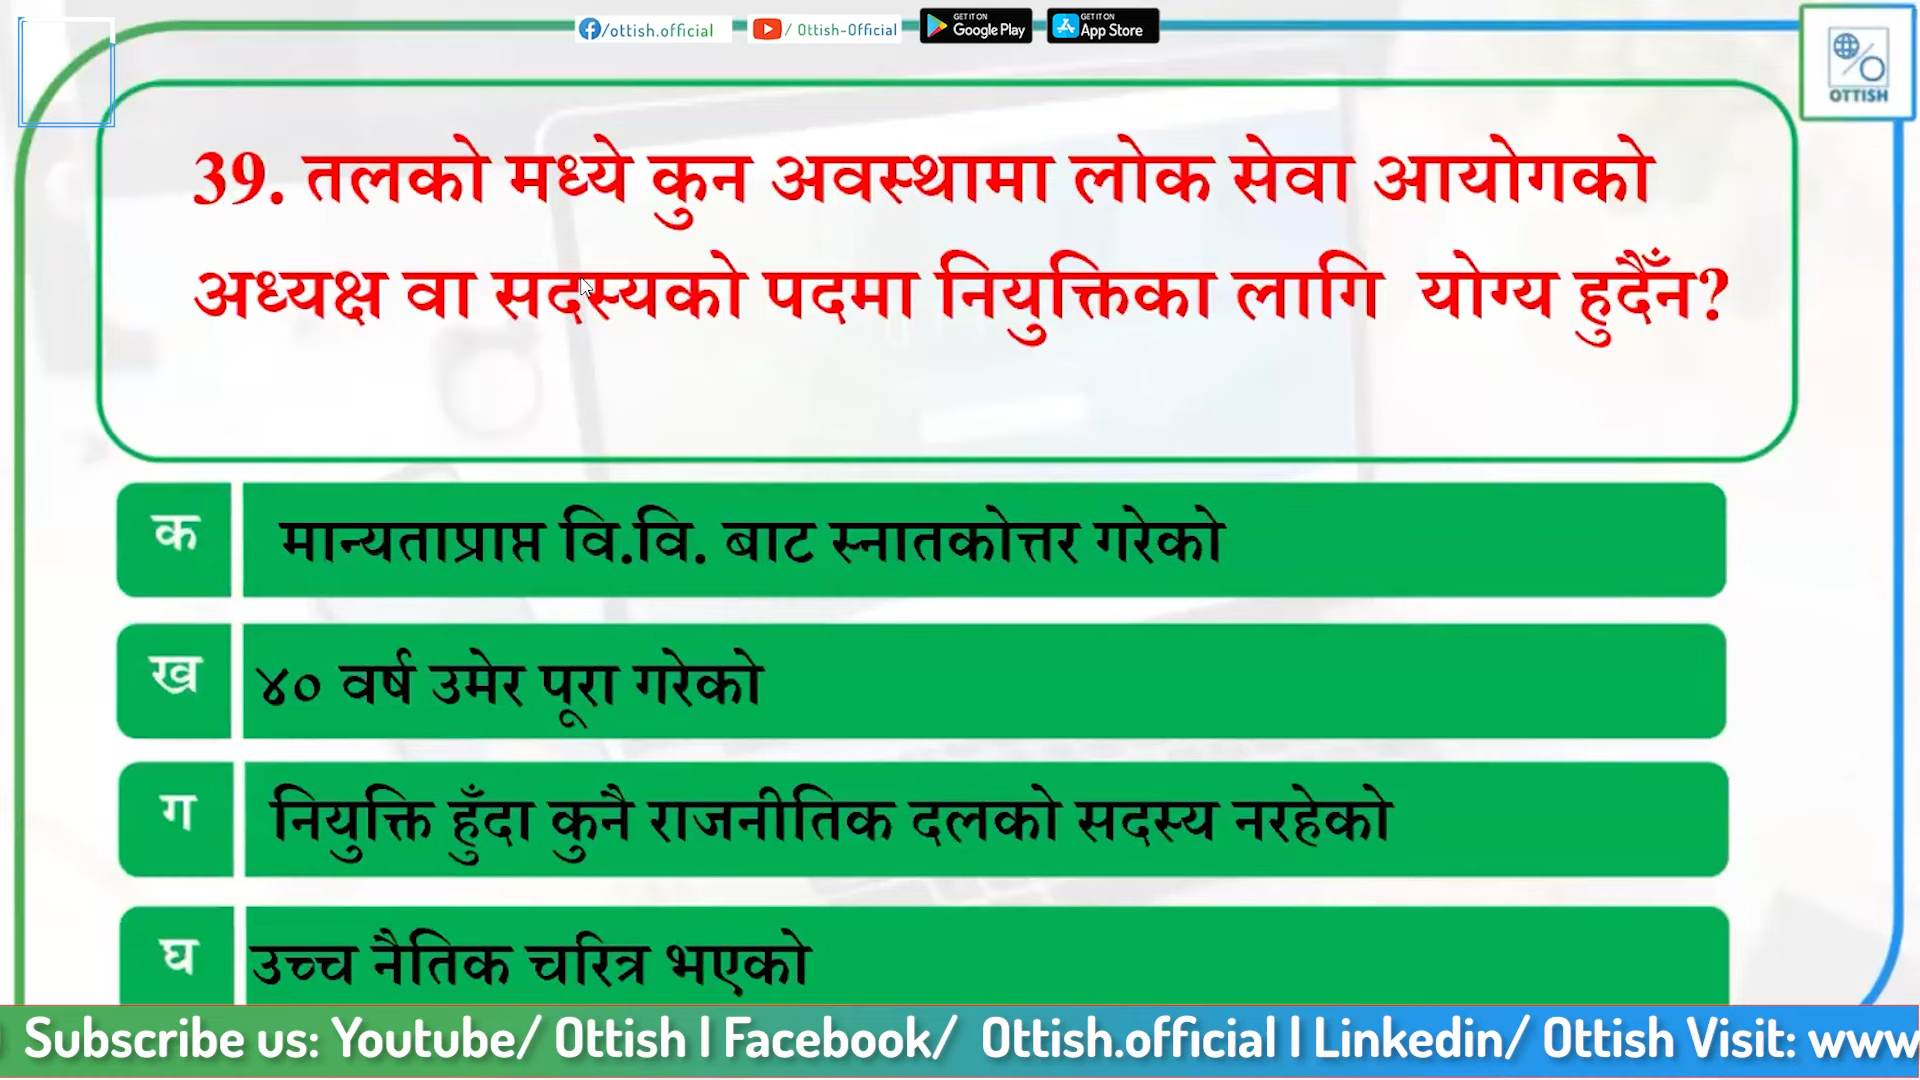 /ottish.official
/ Ottish-Official
GET IT ON
Google Play
GET IT ON
App Store
OTTISH
39. तलको मध्ये कुन अवस्थामा लोक सेवा आयोगको
अध्यक्ष वा सदस्यको पदमा नियुक्तिका लागि योग्य हुदैँन?
क मान्यताप्राप्त वि.वि. बाट स्नातकोत्तर गरेको
ख ४० वर्ष उमेर पूरा गरेको
ग नियुक्ति हुँदा कुनै राजनीतिक दलको सदस्य नरहेको
घ उच्च नैतिक चरित्र भएको
Subscribe us: Youtube/ Ottish l Facebook/ Ottish.official l Linkedin/ Ottish Visit: www